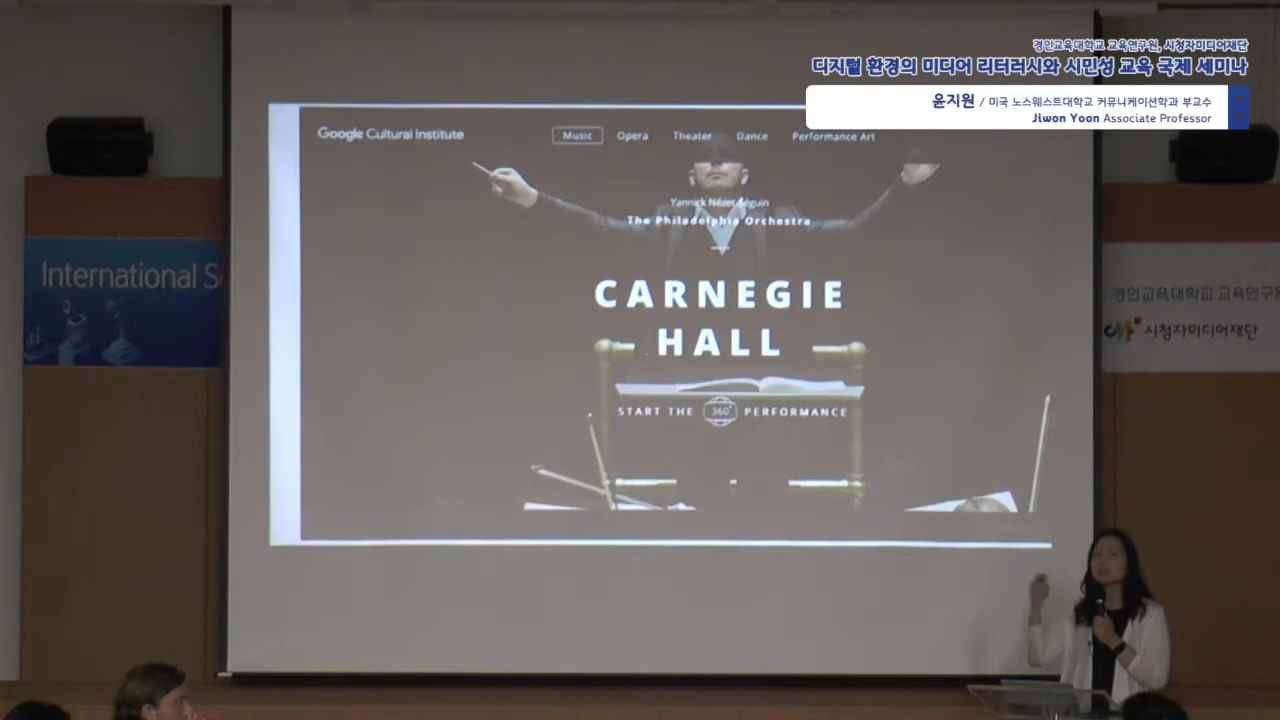 경인교육대학교 교육연구원, 시청자미디어재단
디지털 환경의 미디어 리터러시와 시민성 교육 국제 세미나
윤지원 / 미국 노스웨스트대학교 커뮤니케이션학과 부교수
Jiwon Yoon Associate Professor
Google Cultural Institute
Music Opera Theater Dance Performance Art
Yannick Nézet-Séguin
The Philadelphia Orchestra
CARNEGIE
HALL
START THE 360° PERFORMANCE
International S
경인교육대학교 교육연구원
시청자미디어재단